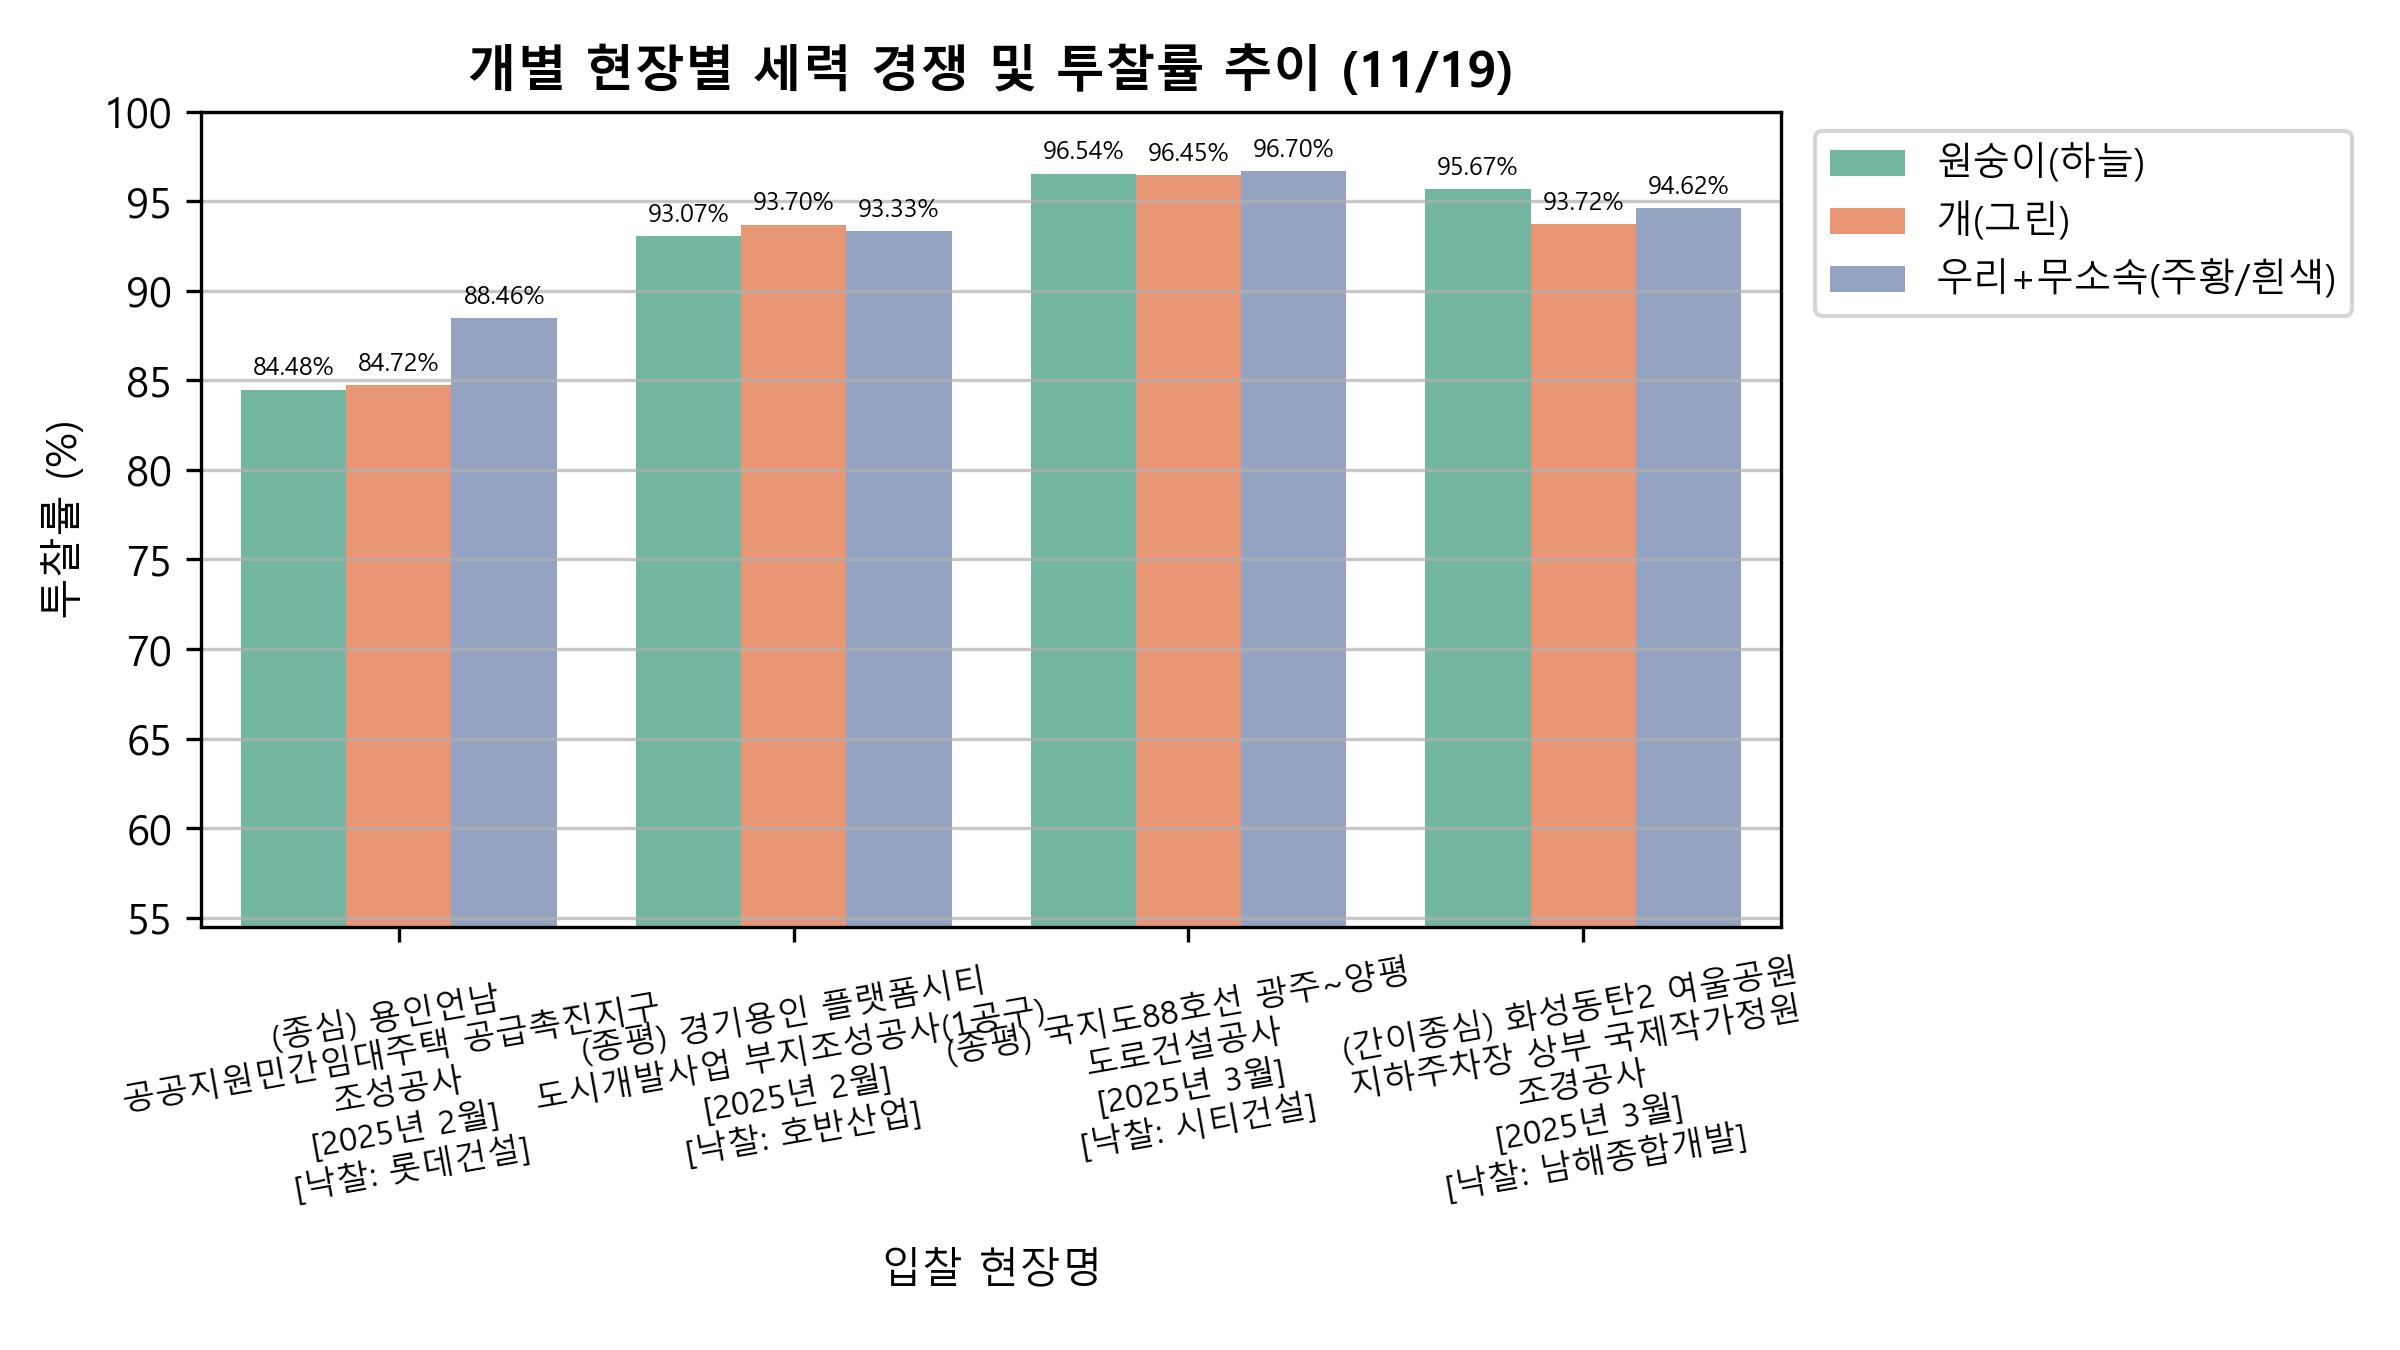 개별 현장별 세력 경쟁 및 투찰률 추이 (11/19)
100
95
90
85
80
75
70
65
60
55
투찰률 (%)
84.48%
84.72%
88.46%
93.07%
93.70%
93.33%
96.54%
96.45%
96.70%
95.67%
93.72%
94.62%
원숭이(하늘)
개(그린)
우리+무소속(주황/흰색)
(종심) 용인언남
공공지원민간임대주택 공급촉진지구
조성공사
[2025년 2월]
[낙찰: 롯데건설]
(종평) 경기용인 플랫폼시티
도시개발사업 부지조성공사(1공구)
[2025년 2월]
[낙찰: 호반산업]
(종평) 국지도88호선 광주~양평
도로건설공사
[2025년 3월]
[낙찰: 시티건설]
(간이종심) 화성동탄2 여울공원
지하주차장 상부 국제작가정원
조경공사
[2025년 3월]
[낙찰: 남해종합개발]
입찰 현장명